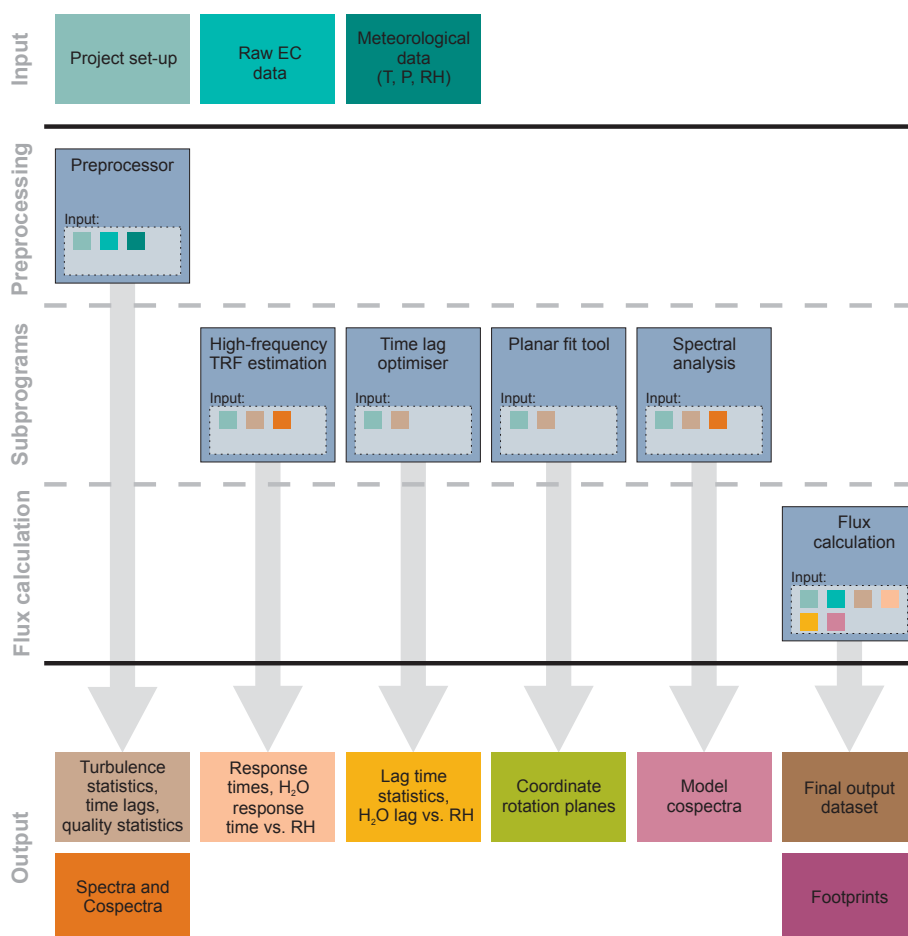 Input
Project set-up
Raw EC
data
Meteorological
data
(T, P, RH)
Preprocessing
Preprocessor
Input:
Subprograms
High-frequency
TRF estimation
Input:
Time lag
optimiser
Input:
Planar fit tool
Input:
Spectral
analysis
Input:
Flux calculation
Flux
calculation
Input:
Output
Turbulence
statistics,
time lags,
quality statistics
Response
times, H₂O
response
time vs. RH
Lag time
statistics,
H₂O lag vs. RH
Coordinate
rotation planes
Model
cospectra
Final output
dataset
Spectra and
Cospectra
Footprints